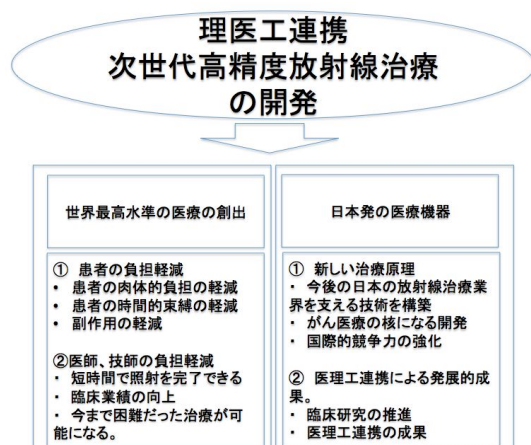 理医工連携
次世代高精度放射線治療
の開発
世界最高水準の医療の創出
① 患者の負担軽減
• 患者の肉体的負担の軽減
• 患者の時間的束縛の軽減
• 副作用の軽減
②医師、技師の負担軽減
・ 短時間で照射を完了できる
・ 臨床業績の向上
・ 今まで困難だった治療が可
能になる。
日本発の医療機器
① 新しい治療原理
・ 今後の日本の放射線治療業
界を支える技術を構築
・ がん医療の核になる開発
・ 国際的競争力の強化
② 医理工連携による発展的成
果。
・ 臨床研究の推進
・ 医理工連携の成果